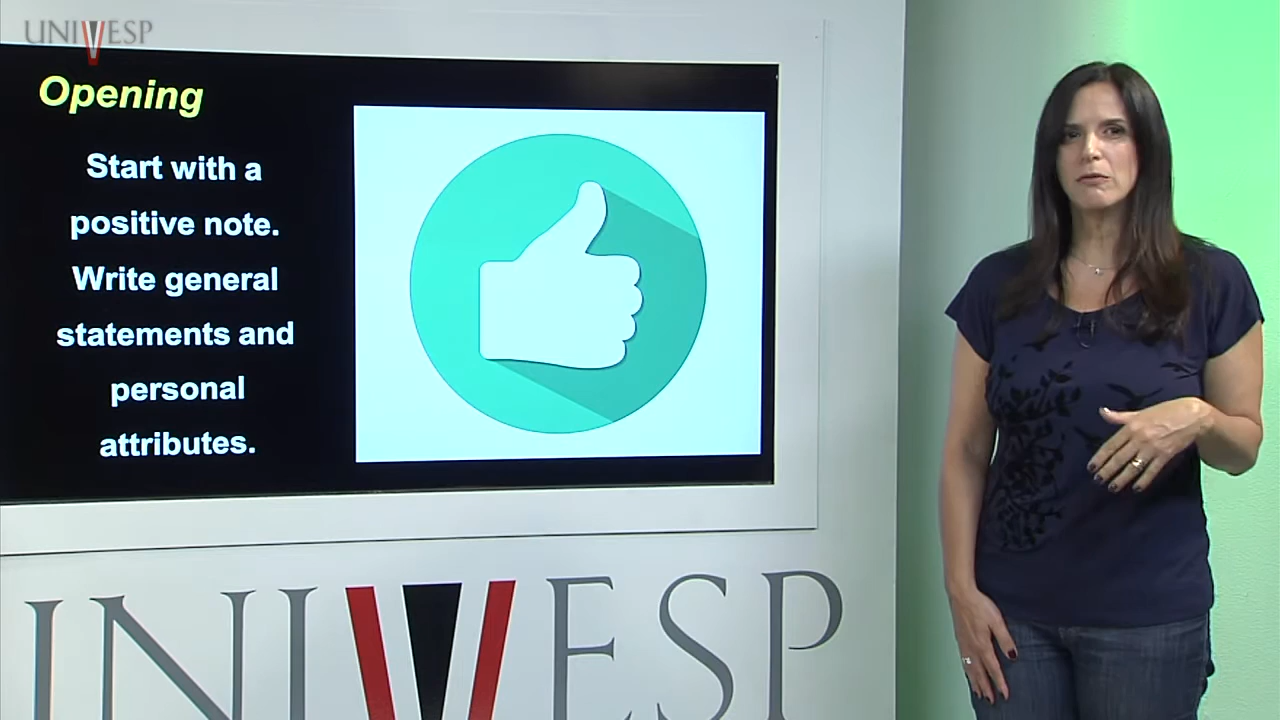 UNIVESP
Opening
Start with a
positive note.
Write general
statements and
personal
attributes.
UNIVESP